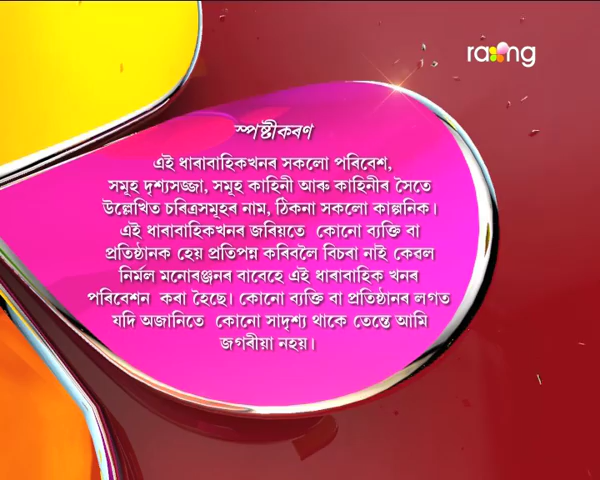 rang
স্পষ্টীকৰণ
এই ধাৰাবাহিকখনৰ সকলো পৰিবেশ,
সমূহ দৃশ্যসজ্জা, সমূহ কাহিনী আৰু কাহিনীৰ সৈতে
উল্লেখিত চৰিত্ৰসমূহৰ নাম, ঠিকনা সকলো কাল্পনিক।
এই ধাৰাবাহিকখনৰ জৰিয়তে কোনো ব্যক্তি বা
প্ৰতিষ্ঠানক হেয় প্ৰতিপন্ন কৰিবলৈ বিচৰা নাই কেৱল
নিৰ্মল মনোৰঞ্জনৰ বাবেহে এই ধাৰাবাহিক খনৰ
পৰিবেশন কৰা হৈছে। কোনো ব্যক্তি বা প্ৰতিষ্ঠানৰ লগত
যদি অজানিতে কোনো সাদৃশ্য থাকে তেন্তে আমি
জগৰীয়া নহয়।